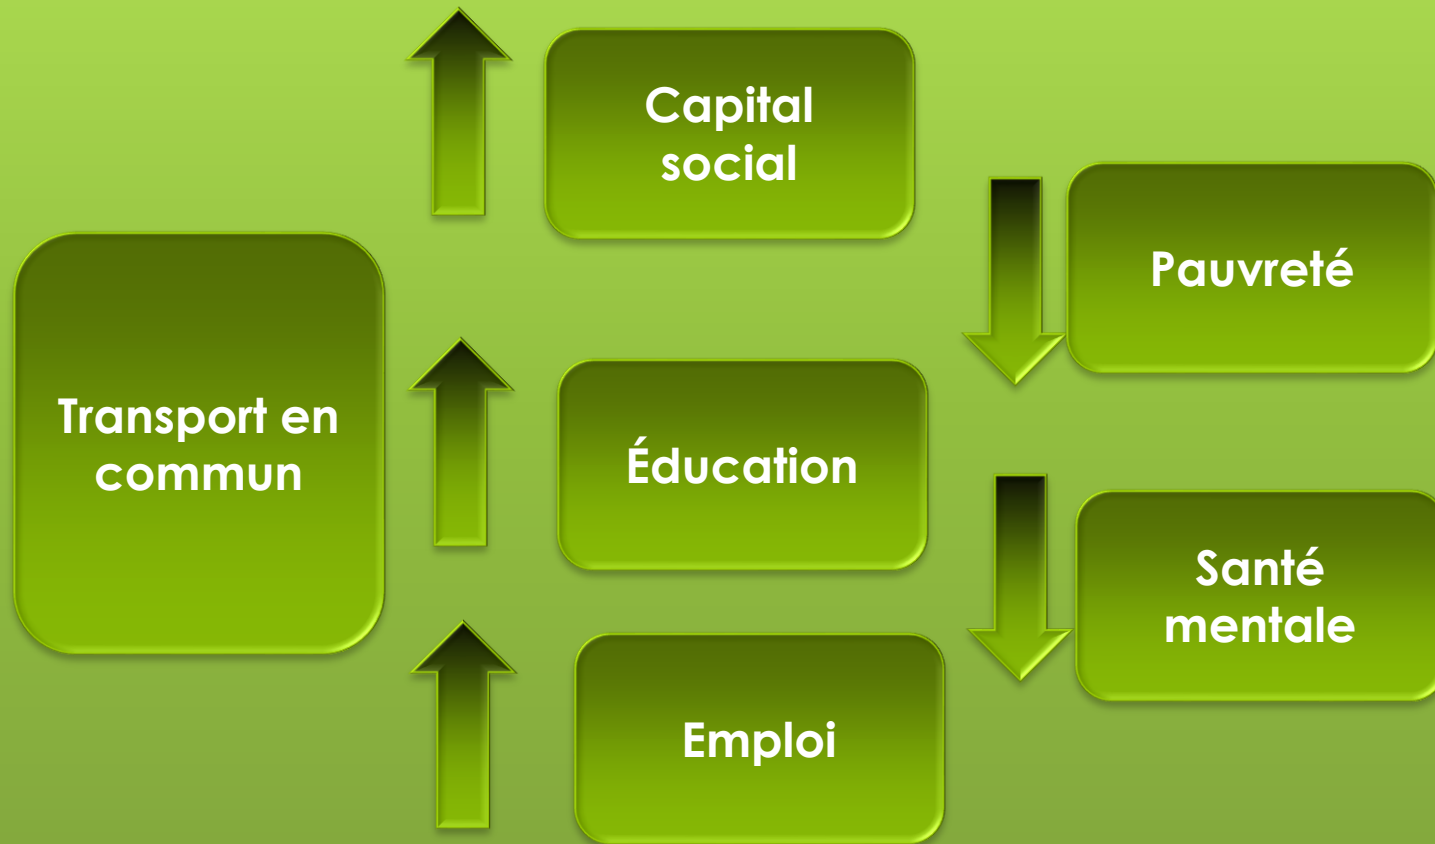 Transport en
commun
Capital
social
Éducation
Emploi
Pauvreté
Santé
mentale